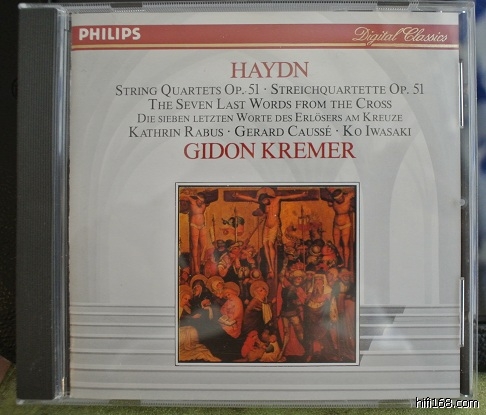 PHILIPS
Digital Classics
HAYDN
STRING QUARTETS OP. 51 · STREICHQUARTETTE OP. 51
THE SEVEN LAST WORDS FROM THE CROSS
DIE SIEBEN LETZTEN WORTE DES ERLÖSERS AM KREUZE
KATHRIN RABUS · GERARD CAUSSÉ · KO IWASAKI
GIDON KREMER
hifi168.com